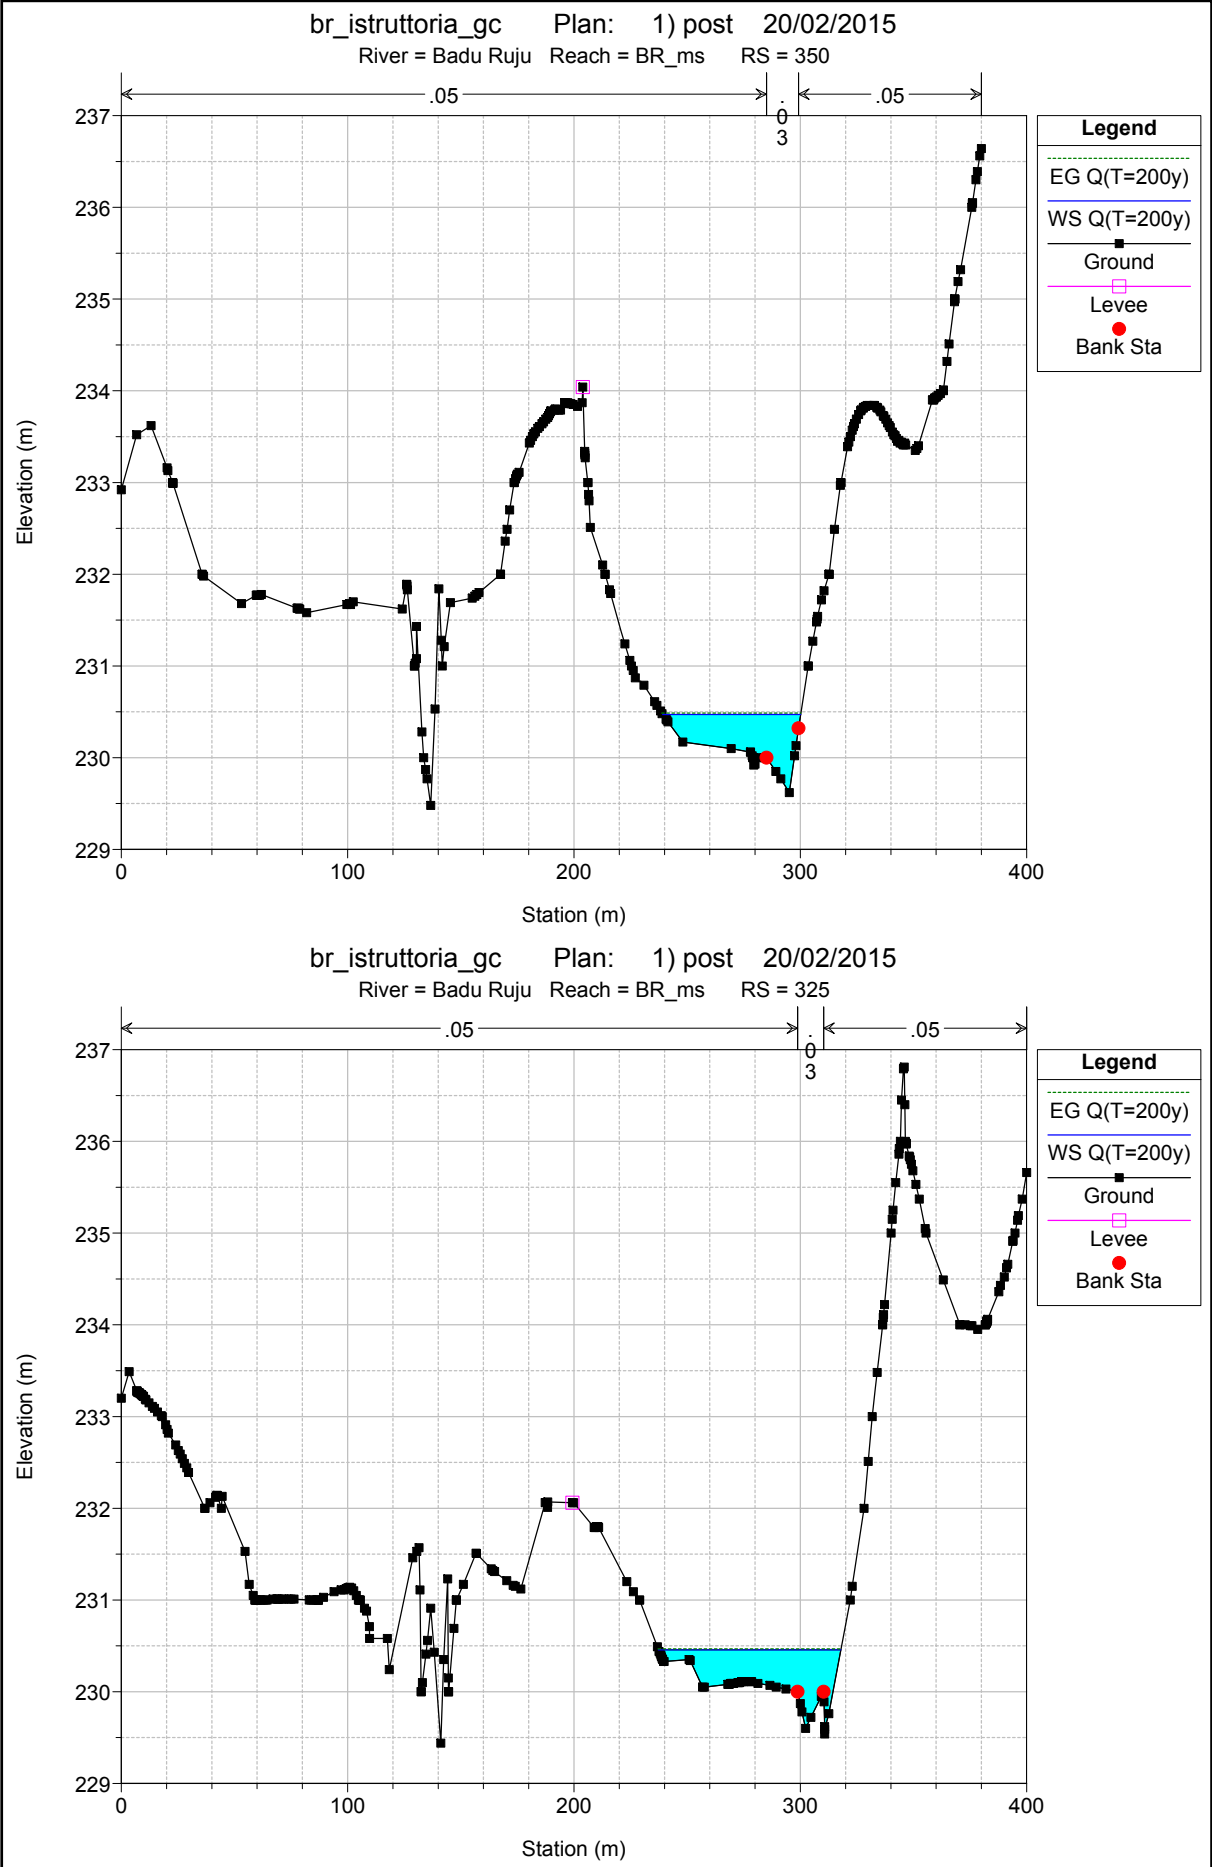 br_istruttoria_gc Plan: 1) post 20/02/2015
River = Badu Ruju Reach = BR_ms RS = 350
.05 .03 .05
Legend
EG Q(T=200y)
WS Q(T=200y)
Ground
Levee
Bank Sta
237
236
235
234
233
232
231
230
229
Elevation (m)
0 100 200 300 400
Station (m)
br_istruttoria_gc Plan: 1) post 20/02/2015
River = Badu Ruju Reach = BR_ms RS = 325
.05 .03 .05
Legend
EG Q(T=200y)
WS Q(T=200y)
Ground
Levee
Bank Sta
237
236
235
234
233
232
231
230
229
Elevation (m)
0 100 200 300 400
Station (m)